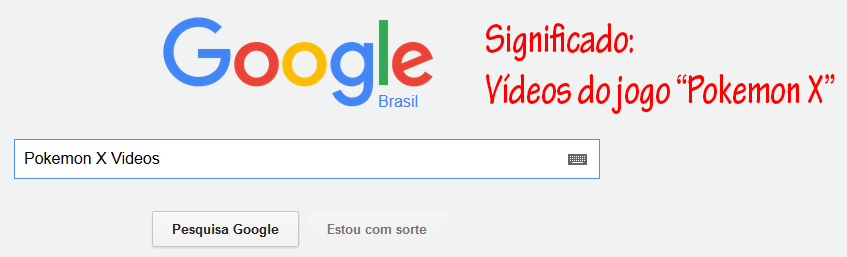 Google
Brasil
Significado:
Vídeos do jogo “Pokemon X”
Pokemon X Videos
Pesquisa Google
Estou com sorte